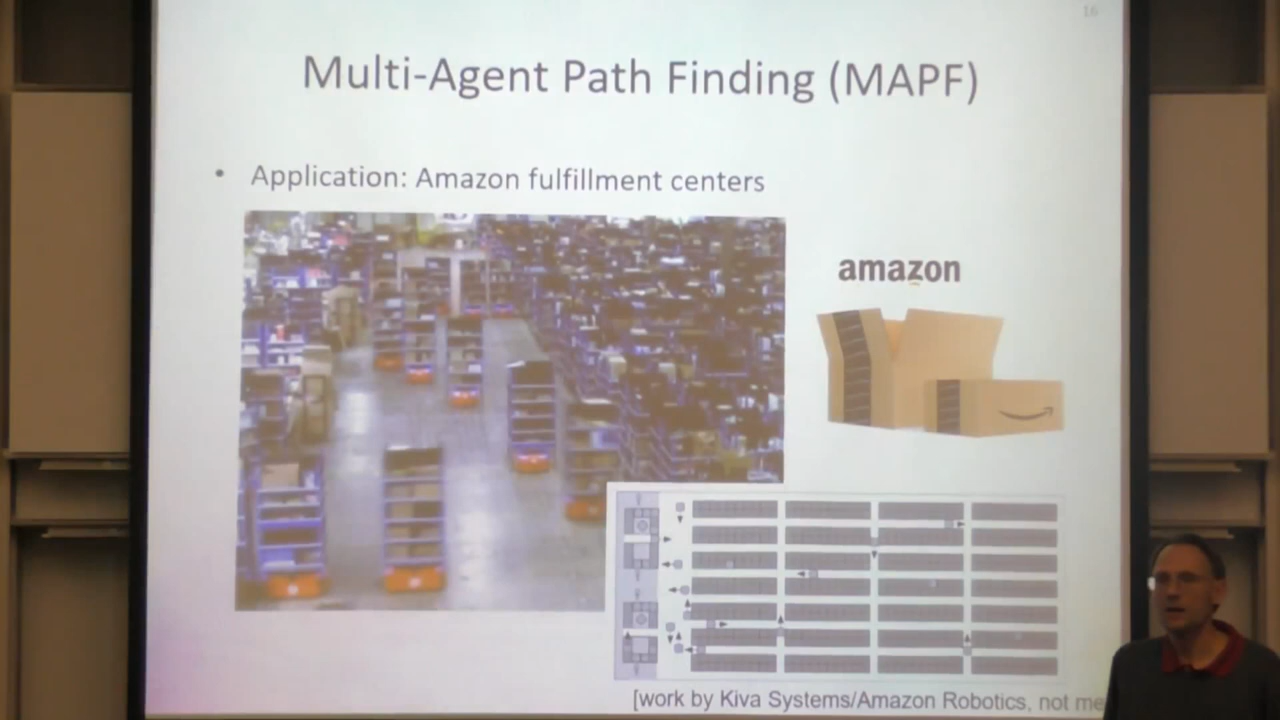 16
Multi-Agent Path Finding (MAPF)
• Application: Amazon fulfillment centers
amazon
[work by Kiva Systems/Amazon Robotics, not me